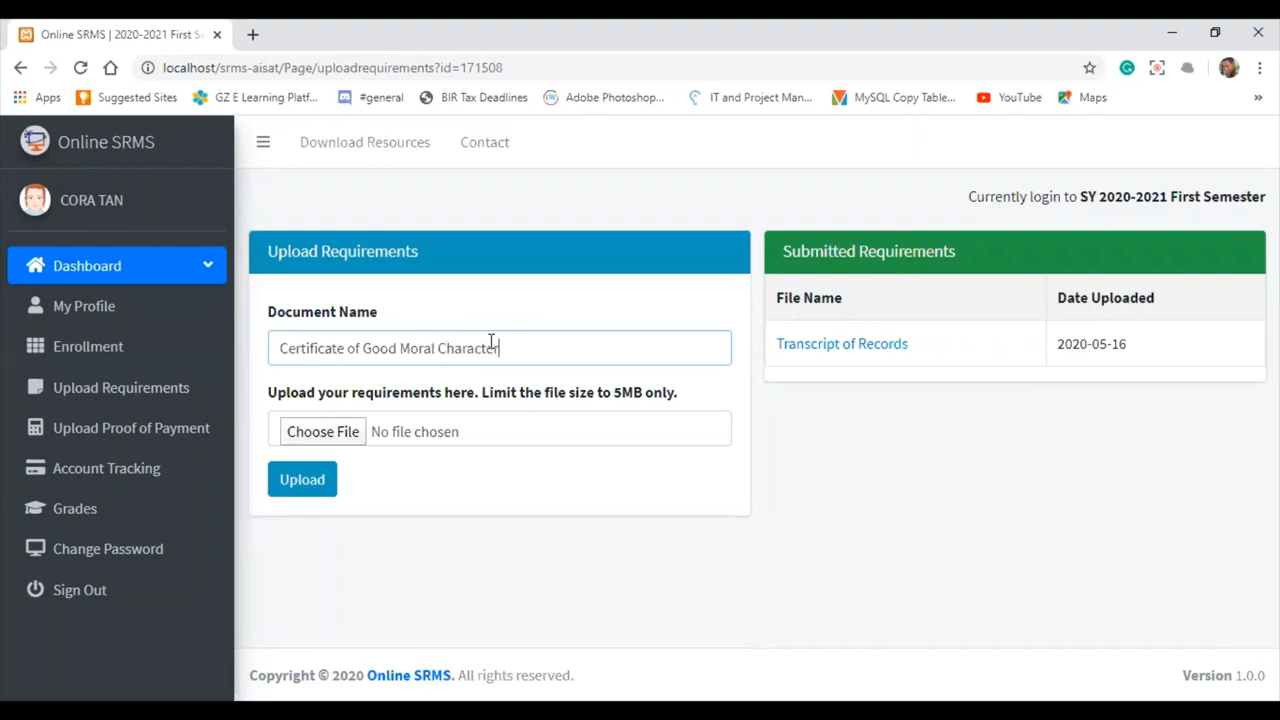 Online SRMS | 2020-2021 First Se
localhost/srms-aisat/Page/uploadrequirements?id=171508
Apps Suggested Sites GZ E Learning Platf... #general BIR Tax Deadlines Adobe Photoshop... IT and Project Man... MySQL Copy Table... YouTube Maps »
Online SRMS
Download Resources Contact
CORA TAN
Currently login to SY 2020-2021 First Semester
Dashboard
My Profile
Enrollment
Upload Requirements
Upload Proof of Payment
Account Tracking
Grades
Change Password
Sign Out
Upload Requirements
Document Name
Certificate of Good Moral Character
Upload your requirements here. Limit the file size to 5MB only.
Choose File No file chosen
Upload
Submitted Requirements
File Name Date Uploaded
Transcript of Records 2020-05-16
Copyright © 2020 Online SRMS. All rights reserved.
Version 1.0.0